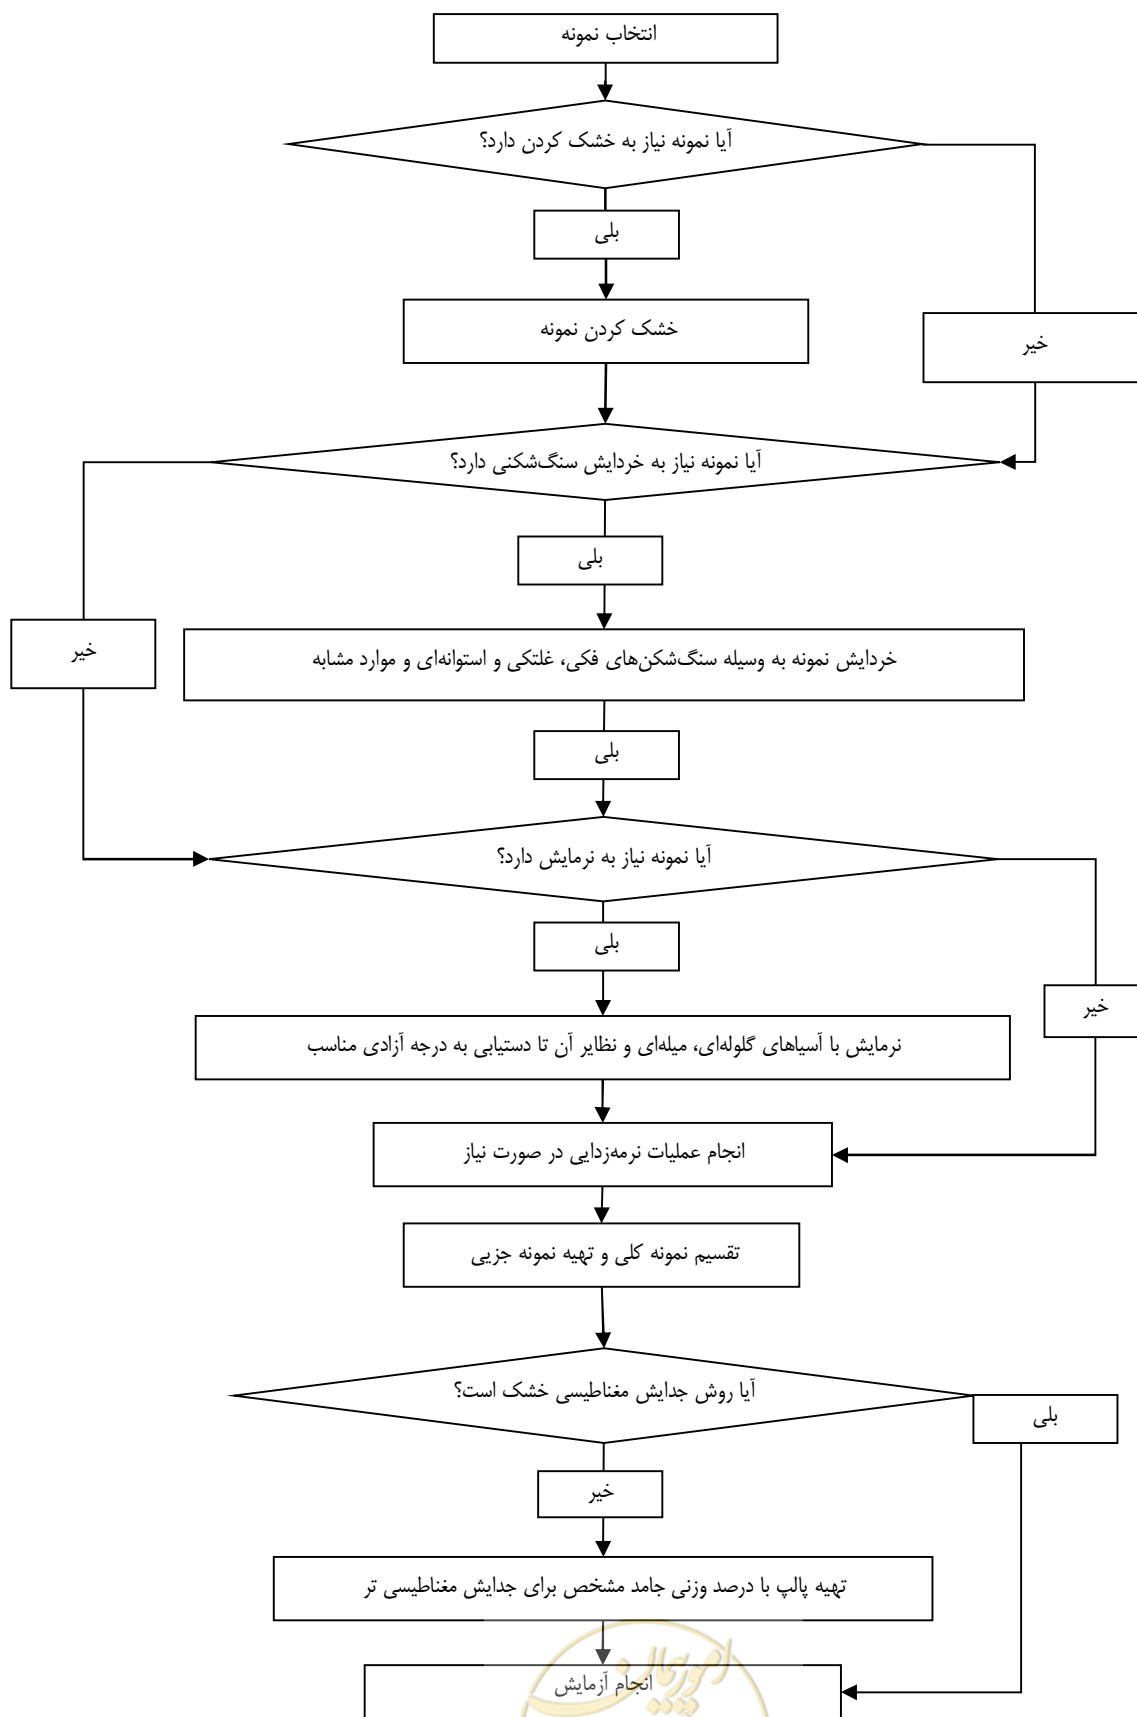 انتخاب نمونه
آیا نمونه نیاز به خشک کردن دارد؟
بلی
خشک کردن نمونه
خیر
آیا نمونه نیاز به خردایش سنگ‌شکنی دارد؟
بلی
خیر
خردایش نمونه به وسیله سنگ‌شکن‌های فکی، غلتکی و استوانه‌ای و موارد مشابه
بلی
آیا نمونه نیاز به نرمایش دارد؟
بلی
خیر
نرمایش با آسیاهای گلوله‌ای، میله‌ای و نظایر آن تا دستیابی به درجه آزادی مناسب
انجام عملیات نرمه‌زدایی در صورت نیاز
تقسیم نمونه کلی و تهیه نمونه جزیی
آیا روش جدایش مغناطیسی خشک است؟
بلی
خیر
تهیه پالپ با درصد وزنی جامد مشخص برای جدایش مغناطیسی تر
انجام آزمایش
امور پیمان